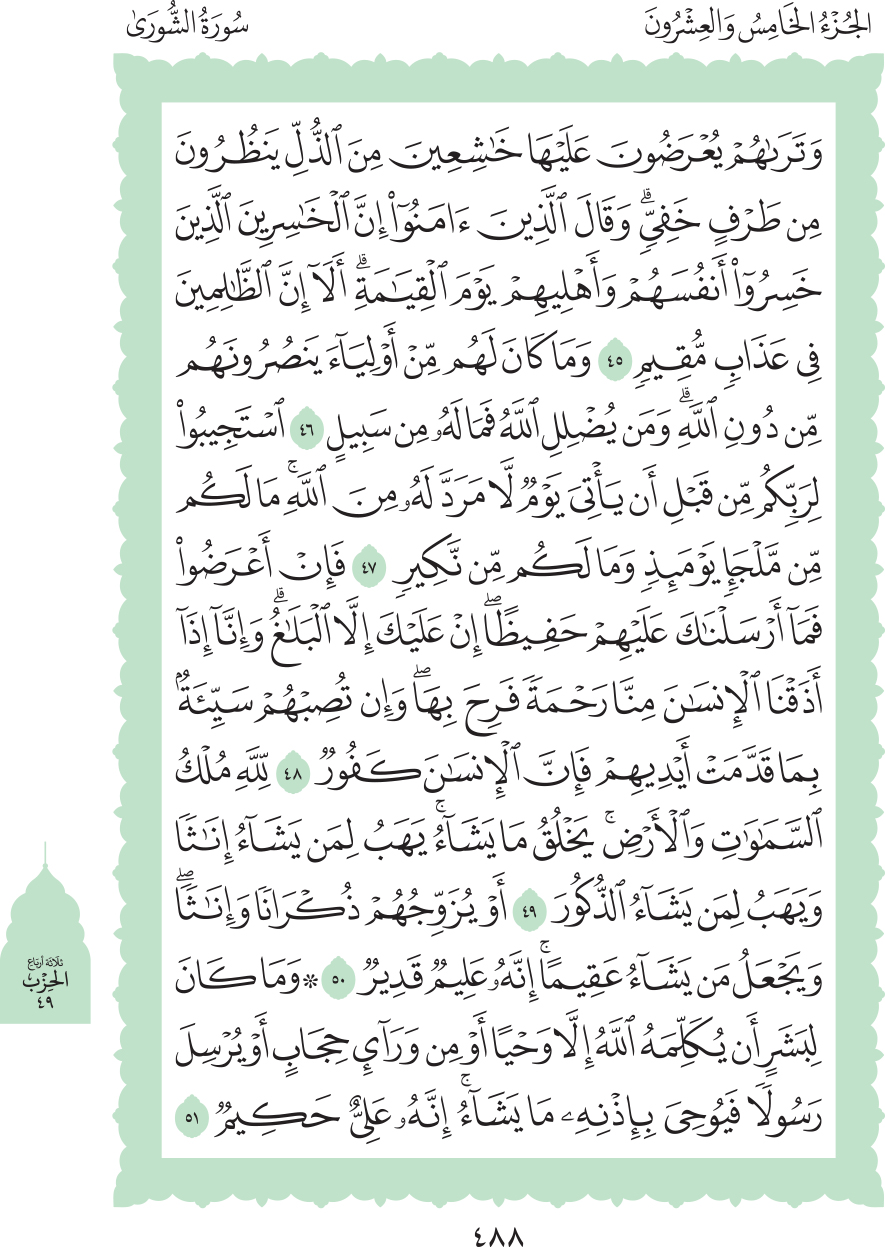 الجُزْءُ الخَامِسُ وَالعِشْرُونَ
سُورَةُ الشُّورَىٰ
وَتَرَىٰهُمْ يُعْرَضُونَ عَلَيْهَا خَٰشِعِينَ مِنَ ٱلذُّلِّ يَنظُرُونَ
مِن طَرْفٍ خَفِيٍّۗ وَقَالَ ٱلَّذِينَ ءَامَنُوٓاْ إِنَّ ٱلْخَٰسِرِينَ ٱلَّذِينَ
خَسِرُوٓاْ أَنفُسَهُمْ وَأَهْلِيهِمْ يَوْمَ ٱلْقِيَٰمَةِۗ أَلَآ إِنَّ ٱلظَّٰلِمِينَ
فِي عَذَابٖ مُّقِيمٖ ٤٥ وَمَا كَانَ لَهُم مِّنْ أَوْلِيَآءَ يَنصُرُونَهُم
مِّن دُونِ ٱللَّهِۗ وَمَن يُضْلِلِ ٱللَّهُ فَمَا لَهُۥ مِن سَبِيلٍ ٤٦ ٱسْتَجِيبُواْ
لِرَبِّكُم مِّن قَبْلِ أَن يَأْتِيَ يَوْمٞ لَّا مَرَدَّ لَهُۥ مِنَ ٱللَّهِۚ مَا لَكُم
مِّن مَّلْجَإٖ يَوْمَئِذٖ وَمَا لَكُم مِّن نَّكِيرٖ ٤٧ فَإِنْ أَعْرَضُواْ
فَمَآ أَرْسَلْنَٰكَ عَلَيْهِمْ حَفِيظًاۖ إِنْ عَلَيْكَ إِلَّا ٱلْبَلَٰغُۗ وَإِنَّآ إِذَآ
أَذَقْنَا ٱلْإِنسَٰنَ مِنَّا رَحْمَةٗ فَرِحَ بِهَاۖ وَإِن تُصِبْهُمْ سَيِّئَةُۢ
بِمَا قَدَّمَتْ أَيْدِيهِمْ فَإِنَّ ٱلْإِنسَٰنَ كَفُورٞ ٤٨ لِّلَّهِ مُلْكُ
ٱلسَّمَٰوَٰتِ وَٱلْأَرْضِۚ يَخْلُقُ مَا يَشَآءُۚ يَهَبُ لِمَن يَشَآءُ إِنَٰثٗا
وَيَهَبُ لِمَن يَشَآءُ ٱلذُّكُورَ ٤٩ أَوْ يُزَوِّجُهُمْ ذُكْرَانٗا وَإِنَٰثٗاۖ
وَيَجْعَلُ مَن يَشَآءُ عَقِيمًاۚ إِنَّهُۥ عَلِيمٞ قَدِيرٞ ٥٠ * وَمَا كَانَ
لِبَشَرٍ أَن يُكَلِّمَهُ ٱللَّهُ إِلَّا وَحْيًا أَوْ مِن وَرَآيِٕ حِجَابٍ أَوْ يُرْسِلَ
رَسُولٗا فَيُوحِيَ بِإِذْنِهِۦ مَا يَشَآءُۚ إِنَّهُۥ عَلِيٌّ حَكِيمٞ ٥١
ثلاثة أرباع
الحِزْب
٤٩
٤٨٨